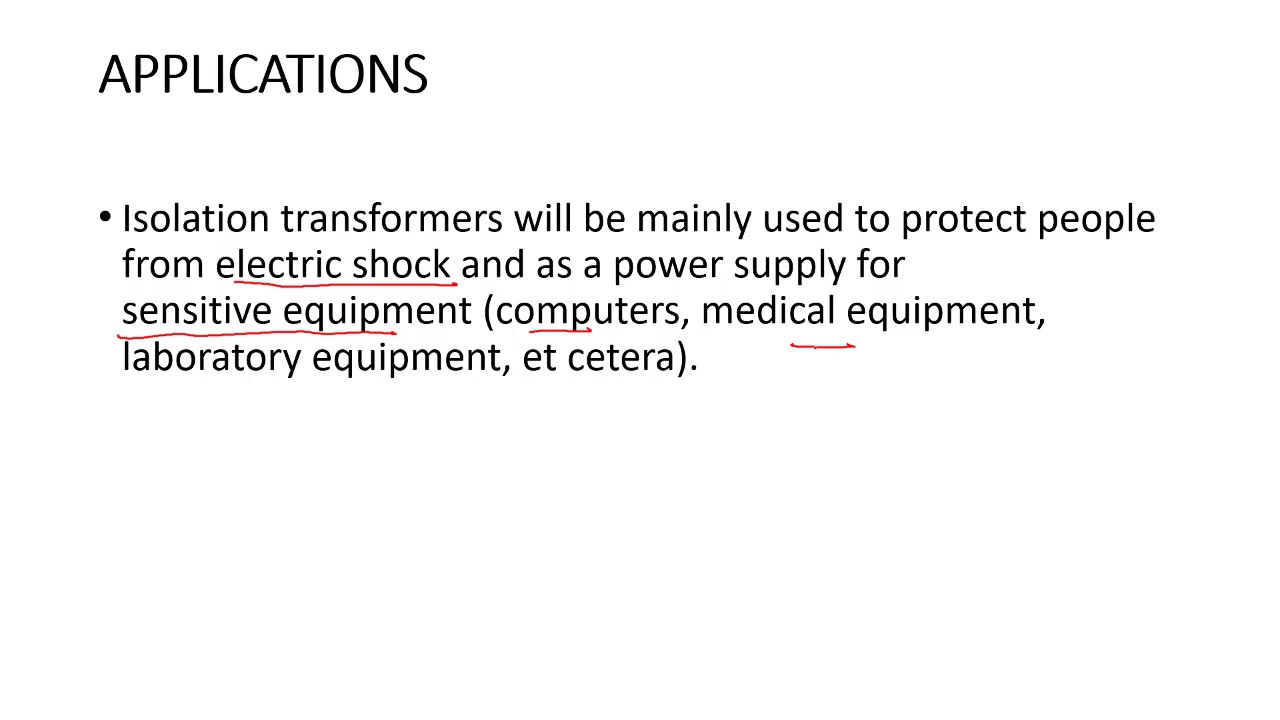 APPLICATIONS
• Isolation transformers will be mainly used to protect people
from electric shock and as a power supply for
sensitive equipment (computers, medical equipment,
laboratory equipment, et cetera).